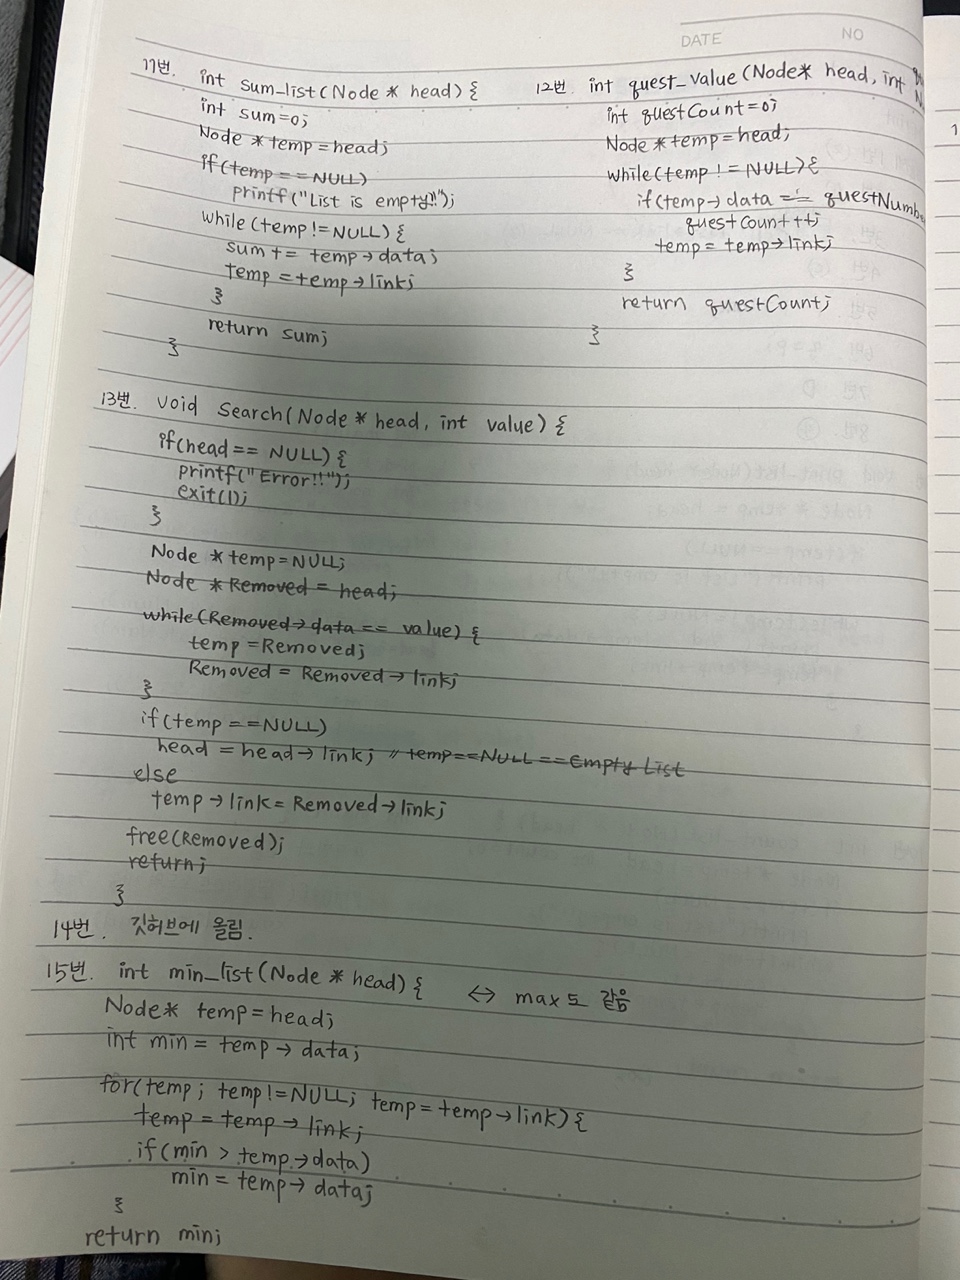 DATE NO
11번. int sum_list(Node * head) {
int sum=0;
Node * temp = head;
if(temp == NULL)
printf("List is empty!!");
while (temp != NULL) {
sum += temp→data;
temp = temp→link;
}
return sum;
}
12번. int quest_value (Node* head, int
int questCount=0;
Node * temp = head;
while(temp != NULL){
if(temp→data == questNumbe
questCount++;
temp = temp→link;
}
return questCount;
}
13번. void Search(Node * head, int value) {
if(head == NULL) {
printf("Error!!");
exit(1);
}
Node * temp=NULL;
Node * Removed = head;
while(Removed→data == value) {
temp = Removed;
Removed = Removed→link;
}
if(temp == NULL)
head = head→link; // temp==NULL == Empty List
else
temp→link = Removed→link;
free(Removed);
return;
}
14번. 깃허브에 올림.
15번. int min_list(Node * head) { ↔ max도 같음
Node* temp = head;
int min = temp→data;
for(temp; temp!=NULL; temp = temp→link) {
temp = temp→link;
if(min > temp→data)
min = temp→data;
}
return min;
1